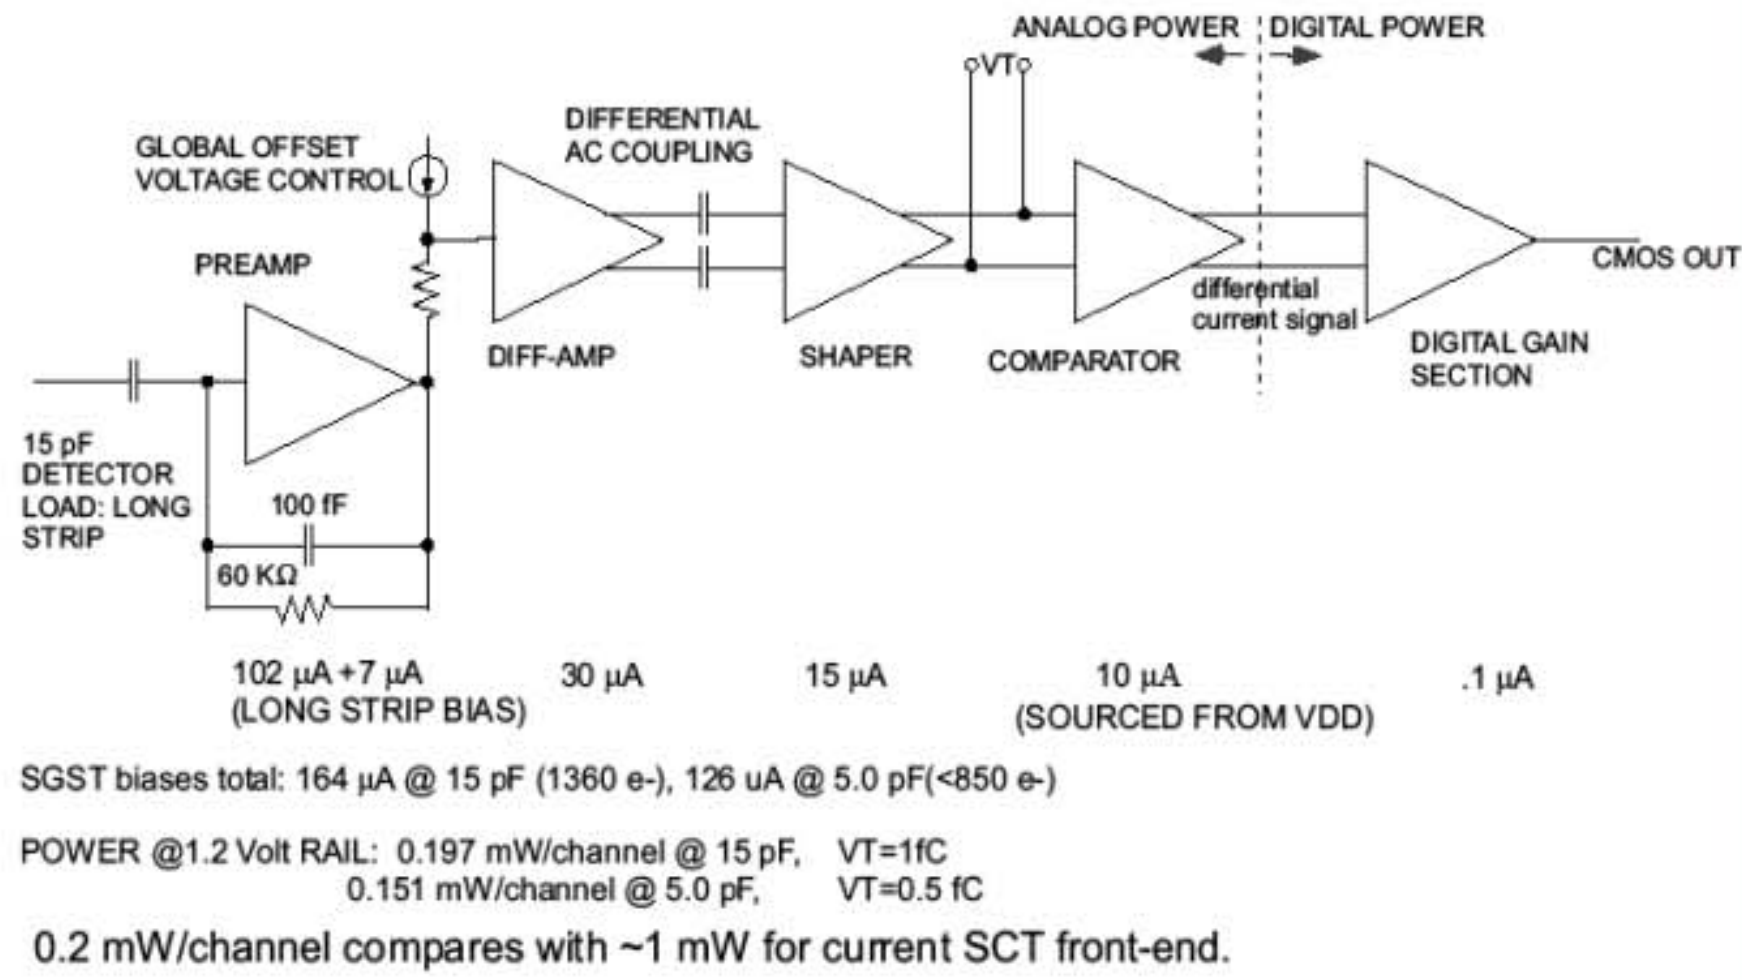 ANALOG POWER
DIGITAL POWER
VT
DIFFERENTIAL
AC COUPLING
GLOBAL OFFSET
VOLTAGE CONTROL
PREAMP
CMOS OUT
differential
current signal
DIFF-AMP
SHAPER
COMPARATOR
DIGITAL GAIN
SECTION
15 pF
DETECTOR
LOAD: LONG
STRIP
100 fF
60 KΩ
102 µA +7 µA
(LONG STRIP BIAS)
30 µA
15 µA
10 µA
(SOURCED FROM VDD)
.1 µA
SGST biases total: 164 µA @ 15 pF (1360 e-), 126 uA @ 5.0 pF(<850 e-)
POWER @1.2 Volt RAIL: 0.197 mW/channel @ 15 pF, VT=1fC
0.151 mW/channel @ 5.0 pF, VT=0.5 fC
0.2 mW/channel compares with ~1 mW for current SCT front-end.